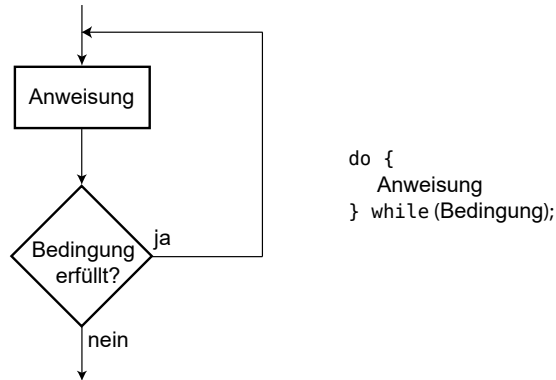 Anweisung
Bedingung
erfüllt?
ja
nein
do {
Anweisung
} while (Bedingung);